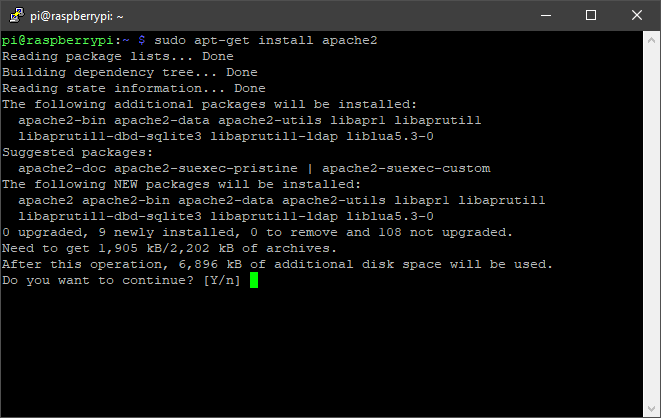 pi@raspberrypi: ~
pi@raspberrypi:~ $ sudo apt-get install apache2
Reading package lists... Done
Building dependency tree... Done
Reading state information... Done
The following additional packages will be installed:
  apache2-bin apache2-data apache2-utils libapr1 libaprutil1
  libaprutil1-dbd-sqlite3 libaprutil1-ldap liblua5.3-0
Suggested packages:
  apache2-doc apache2-suexec-pristine | apache2-suexec-custom
The following NEW packages will be installed:
  apache2 apache2-bin apache2-data apache2-utils libapr1 libaprutil1
  libaprutil1-dbd-sqlite3 libaprutil1-ldap liblua5.3-0
0 upgraded, 9 newly installed, 0 to remove and 108 not upgraded.
Need to get 1,905 kB/2,202 kB of archives.
After this operation, 6,896 kB of additional disk space will be used.
Do you want to continue? [Y/n]